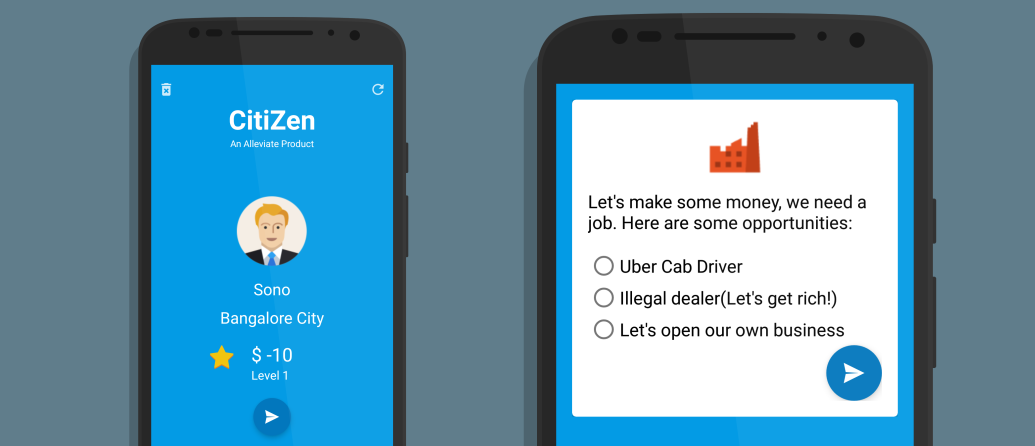 CitiZen
An Alleviate Product
Sono
Bangalore City
$ -10
Level 1
Let's make some money, we need a
job. Here are some opportunities:
Uber Cab Driver
Illegal dealer(Let's get rich!)
Let's open our own business